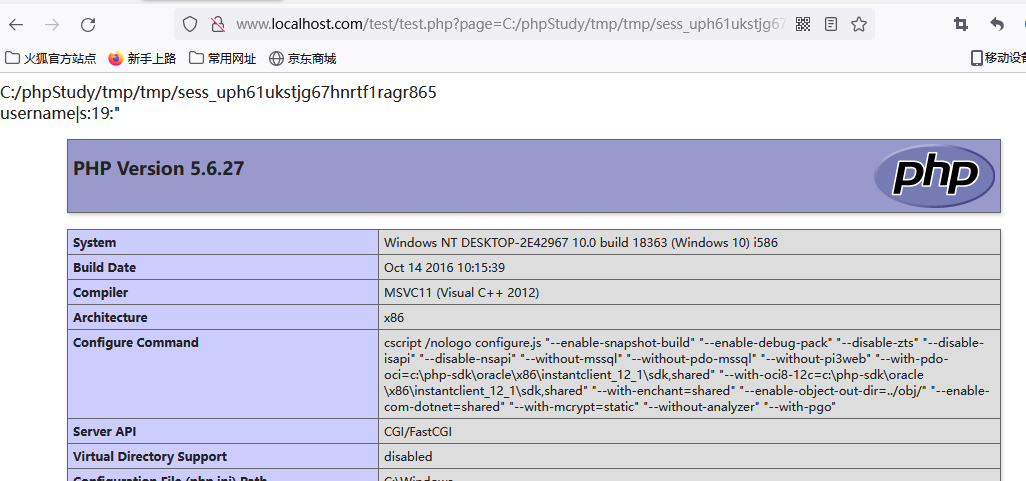 www.localhost.com/test/test.php?page=C:/phpStudy/tmp/tmp/sess_uph61ukstjg67
火狐官方站点 新手上路 常用网址 京东商城 移动设备
C:/phpStudy/tmp/tmp/sess_uph61ukstjg67hnrtf1ragr865
username|s:19:"
PHP Version 5.6.27
php
System Windows NT DESKTOP-2E42967 10.0 build 18363 (Windows 10) i586
Build Date Oct 14 2016 10:15:39
Compiler MSVC11 (Visual C++ 2012)
Architecture x86
Configure Command cscript /nologo configure.js "--enable-snapshot-build" "--enable-debug-pack" "--disable-zts" "--disable-
isapi" "--disable-nsapi" "--without-mssql" "--without-pdo-mssql" "--without-pi3web" "--with-pdo-
oci=c:\php-sdk\oracle\x86\instantclient_12_1\sdk,shared" "--with-oci8-12c=c:\php-sdk\oracle
\x86\instantclient_12_1\sdk,shared" "--with-enchant=shared" "--enable-object-out-dir=../obj/" "--enable-
com-dotnet=shared" "--with-mcrypt=static" "--without-analyzer" "--with-pgo"
Server API CGI/FastCGI
Virtual Directory Support disabled
Configuration File (php.ini) Path C:\Windows